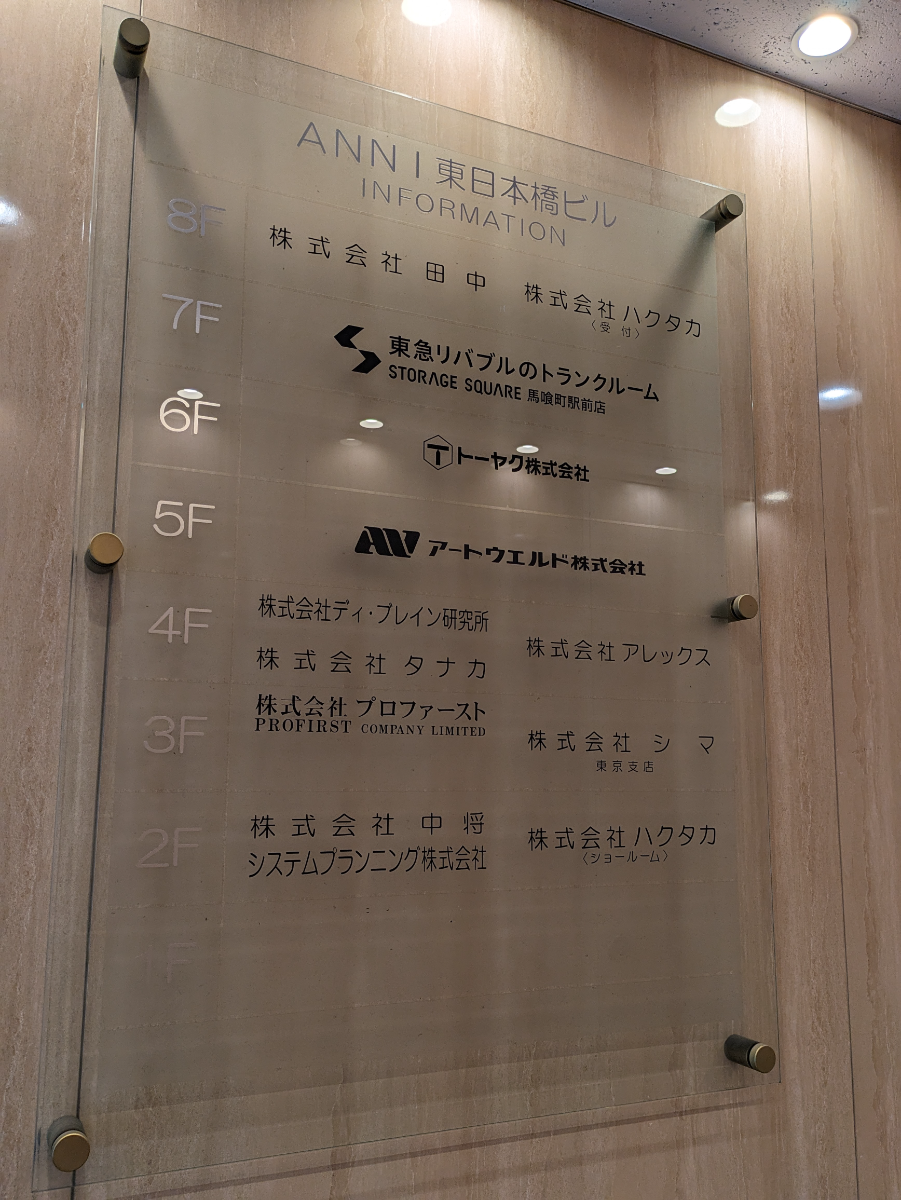 ANNI 東日本橋ビル
INFORMATION
8F 株式会社 田中 株式会社 ハクタカ
〈受付〉
7F 東急リバブルのトランクルーム
STORAGE SQUARE 馬喰町駅前店
6F トーヤク株式会社
5F AW アートウエルド株式会社
4F 株式会社ディ・ブレイン研究所
株式会社 タナカ 株式会社 アレックス
3F 株式会社 プロファースト
PROFIRST COMPANY LIMITED
株式会社 シマ
東京支店
2F 株式会社 中将 株式会社 ハクタカ
システムプランニング株式会社 〈ショールーム〉
1F